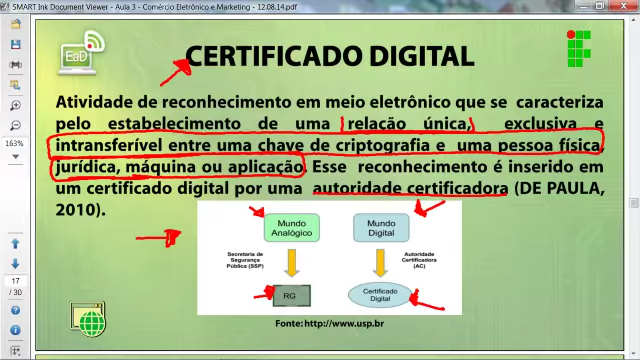 SMART Ink Document Viewer - Aula 3 - Comércio Eletrônico e Marketing - 12.08.14.pdf
EaD
CERTIFICADO DIGITAL
Atividade de reconhecimento em meio eletrônico que se caracteriza
pelo estabelecimento de uma relação única, exclusiva e
intransferível entre uma chave de criptografia e uma pessoa física,
jurídica, máquina ou aplicação. Esse reconhecimento é inserido em
um certificado digital por uma autoridade certificadora (DE PAULA,
2010).
163%
Mundo
Analógico
Mundo
Digital
Secretaria de
Segurança
Pública (SSP)
Autoridade
Certificadora
(AC)
RG
Certificado
Digital
17
/ 30
Fonte: http://www.usp.br